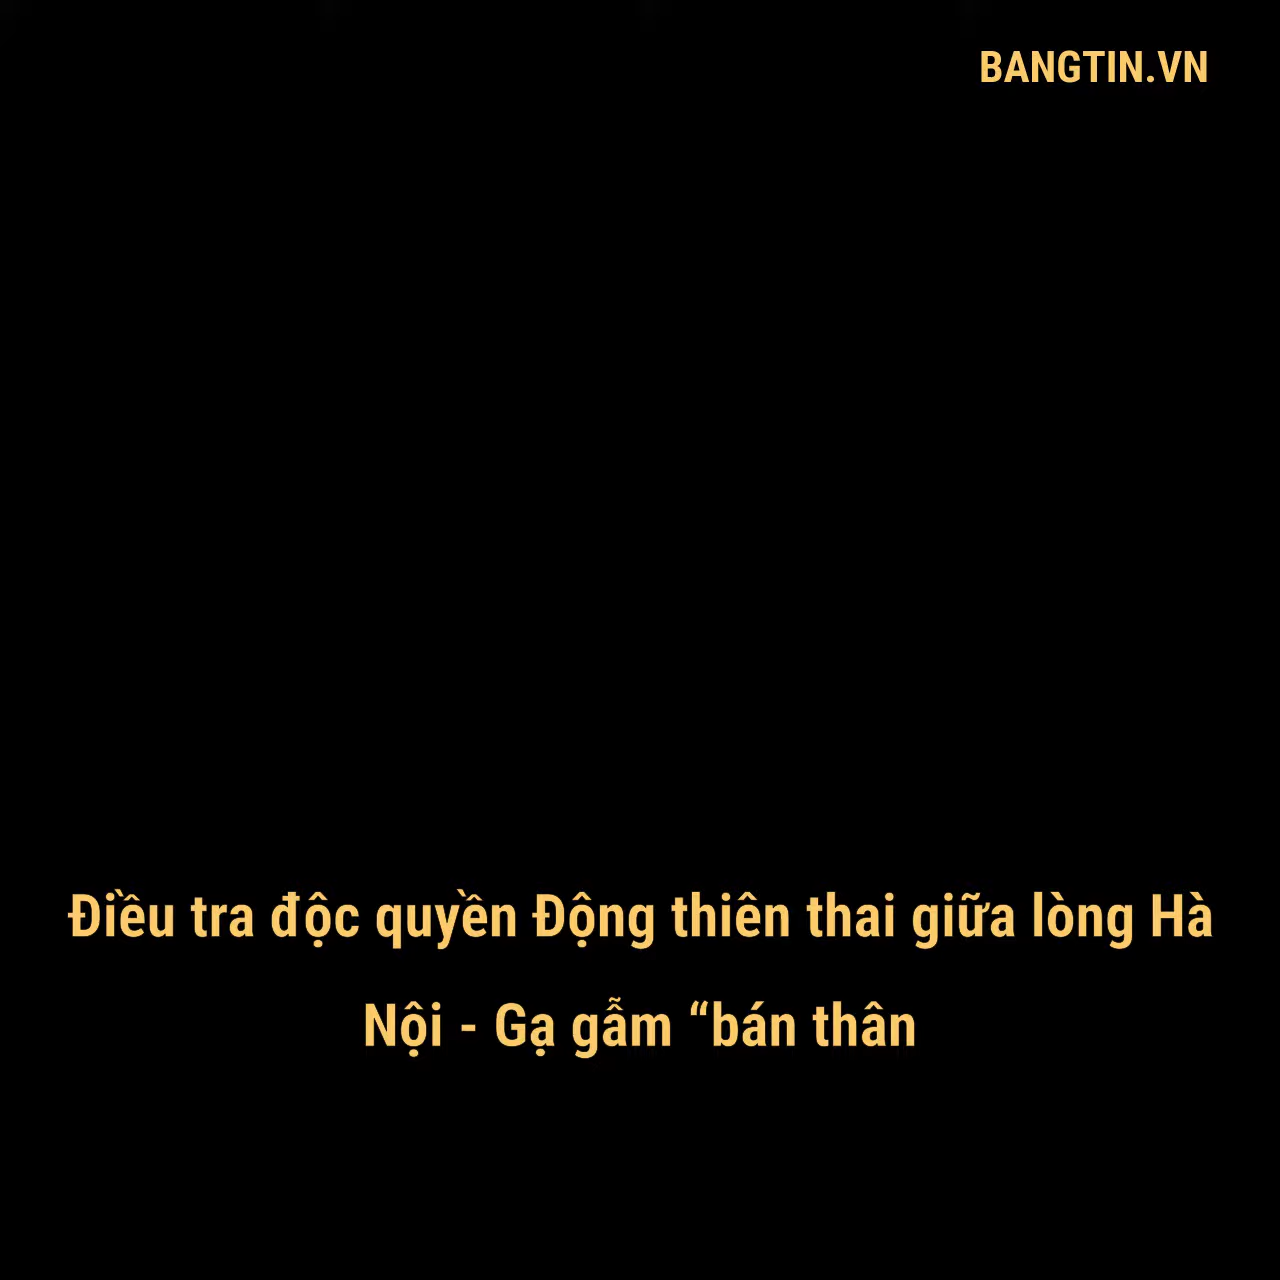 BANGTIN.VN
Điều tra độc quyền Động thiên thai giữa lòng Hà
Nội - Gạ gẫm “bán thân